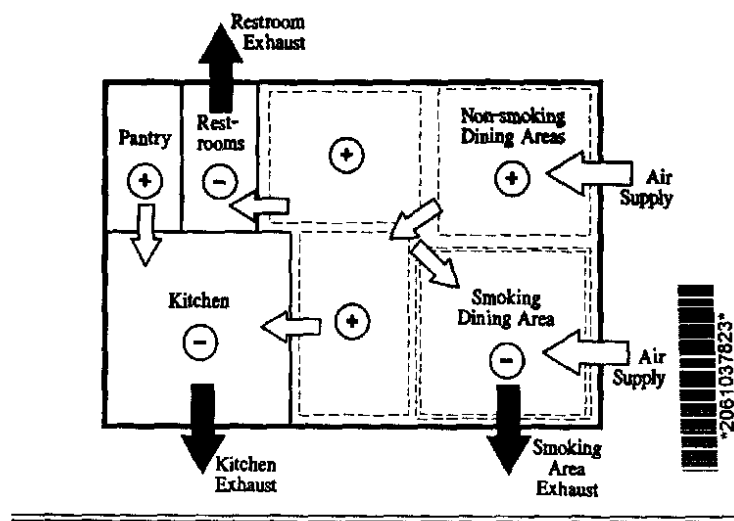 Restroom
Exhaust
Pantry
Rest-
rooms
Non-smoking
Dining Areas
+
+
−
+
Air
Supply
Kitchen
Smoking
Dining Area
−
+
−
Air
Supply
Kitchen
Exhaust
Smoking
Area
Exhaust
*2061037823*